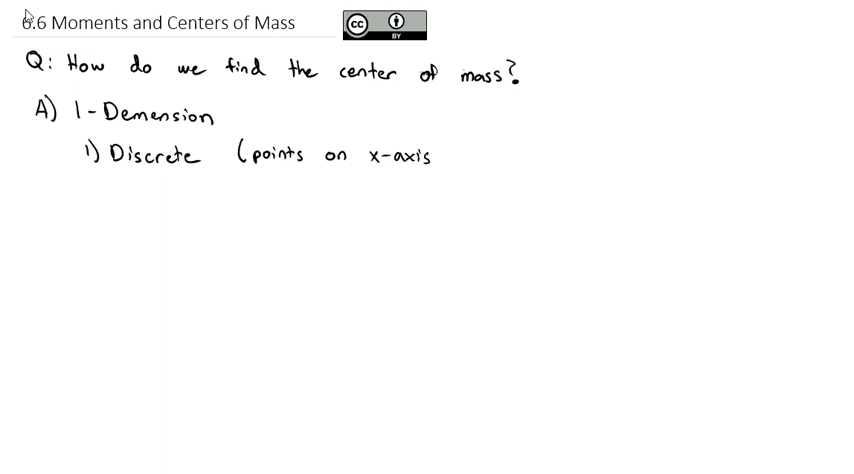 6.6 Moments and Centers of Mass
cc BY
Q: How do we find the center of mass?
A) 1-Demension
1) Discrete (points on x-axis